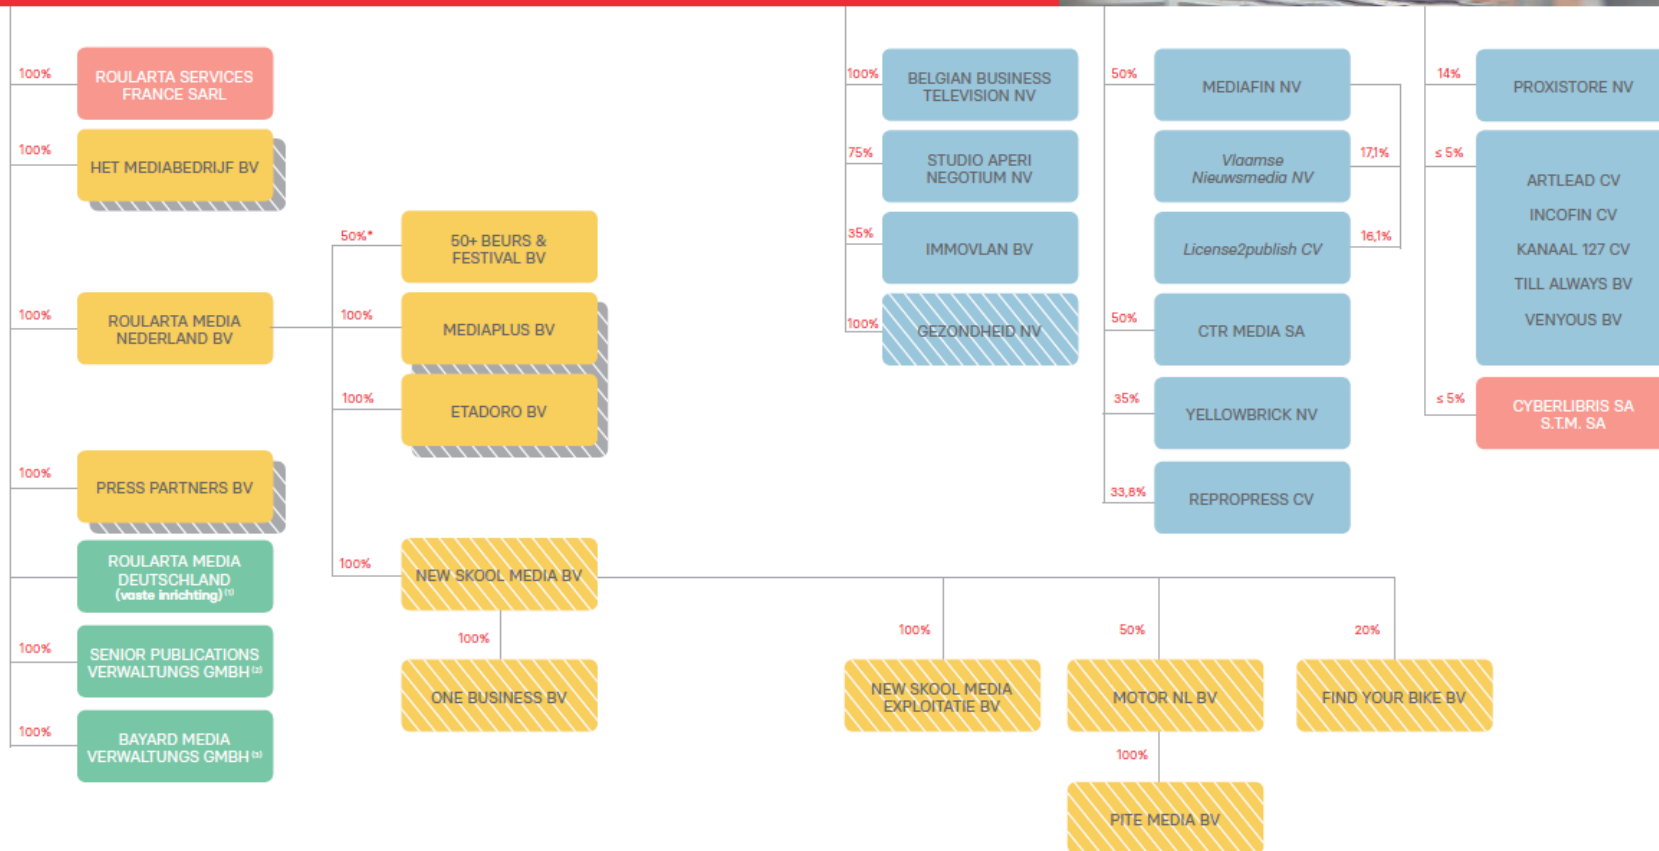 100%
ROULARTA SERVICES
FRANCE SARL
100%
HET MEDIABEDRIJF BV
100%
ROULARTA MEDIA
NEDERLAND BV
100%
PRESS PARTNERS BV
ROULARTA MEDIA
DEUTSCHLAND
(vaste inrichting) (1)
100%
SENIOR PUBLICATIONS
VERWALTUNGS GMBH (2)
100%
BAYARD MEDIA
VERWALTUNGS GMBH (3)
50%*
50+ BEURS &
FESTIVAL BV
100%
MEDIAPLUS BV
100%
ETADORO BV
100%
NEW SKOOL MEDIA BV
100%
ONE BUSINESS BV
100%
NEW SKOOL MEDIA
EXPLOITATIE BV
50%
MOTOR NL BV
100%
PITE MEDIA BV
20%
FIND YOUR BIKE BV
100%
BELGIAN BUSINESS
TELEVISION NV
75%
STUDIO APERI
NEGOTIUM NV
35%
IMMOVLAN BV
100%
GEZONDHEID NV
50%
MEDIAFIN NV
Vlaamse
Nieuwsmedia NV
17,1%
License2publish CV
16,1%
50%
CTR MEDIA SA
35%
YELLOWBRICK NV
33,8%
REPROPRESS CV
14%
PROXISTORE NV
≤ 5%
ARTLEAD CV
INCOFIN CV
KANAAL 127 CV
TILL ALWAYS BV
VENYOUS BV
≤ 5%
CYBERLIBRIS SA
S.T.M. SA